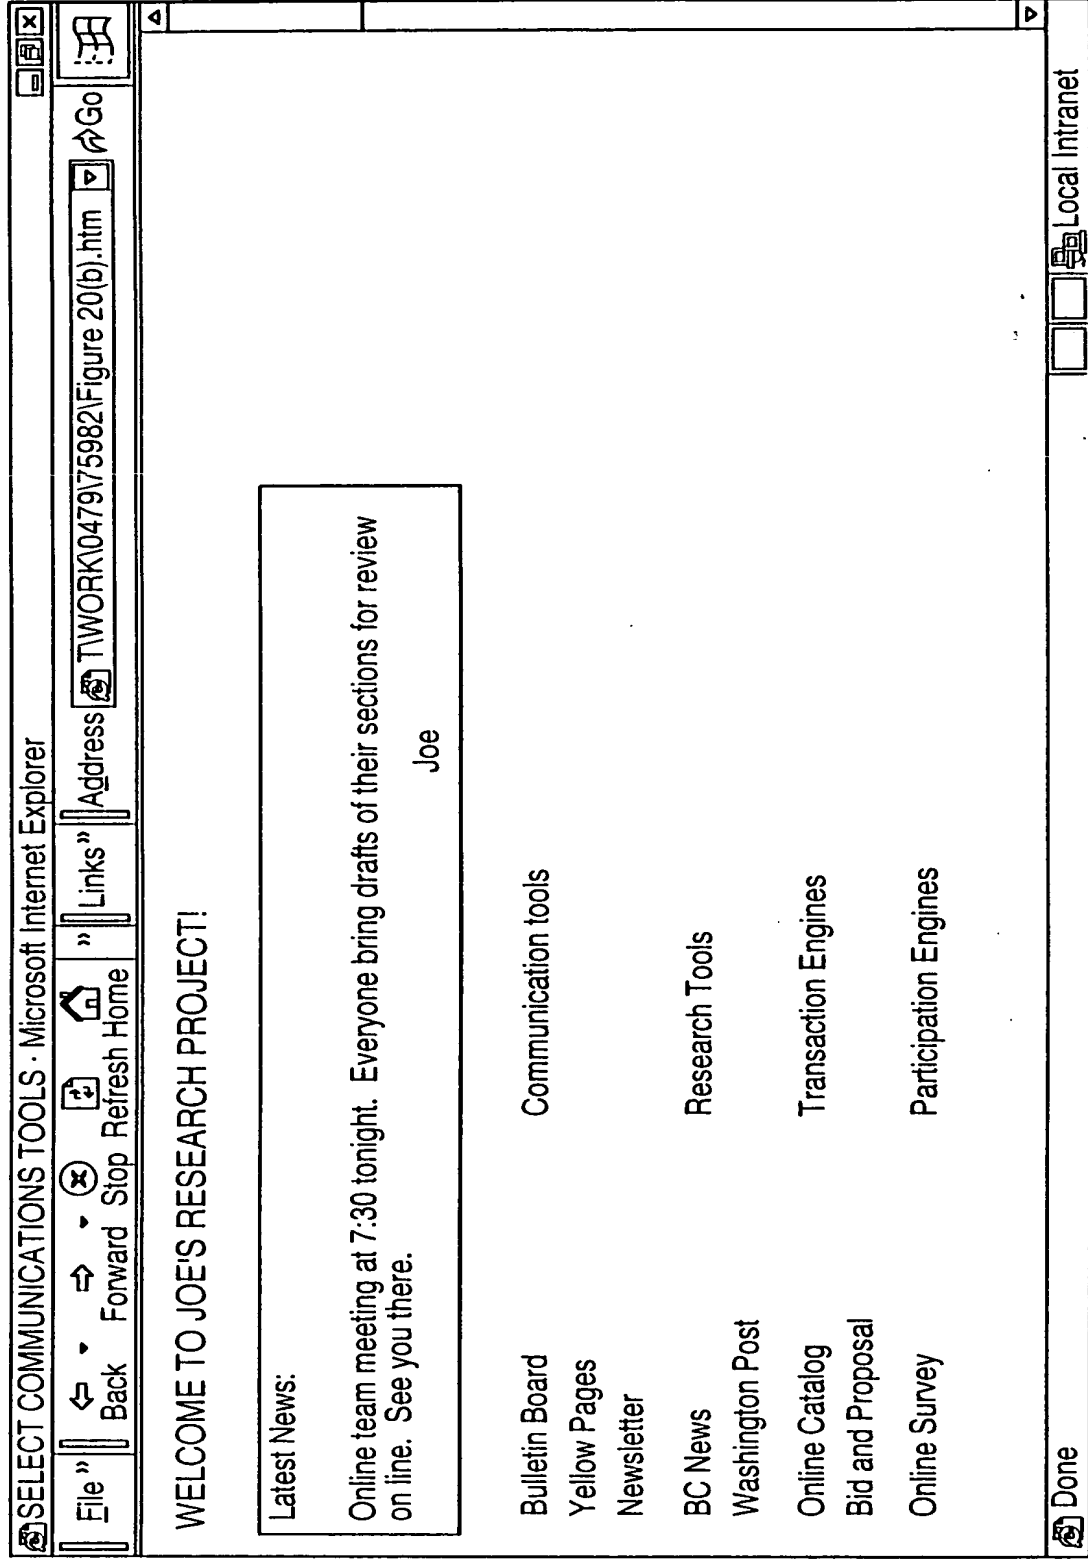 SELECT COMMUNICATIONS TOOLS · Microsoft Internet Explorer
File » Back Forward Stop Refresh Home » Links » Address T\WORK\0479\75982\Figure 20(b).htm Go
WELCOME TO JOE'S RESEARCH PROJECT!
Latest News:
Online team meeting at 7:30 tonight. Everyone bring drafts of their sections for review
on line. See you there.
Joe
Bulletin Board Communication tools
Yellow Pages
Newsletter
BC News Research Tools
Washington Post
Online Catalog Transaction Engines
Bid and Proposal
Online Survey Participation Engines
Done Local Intranet